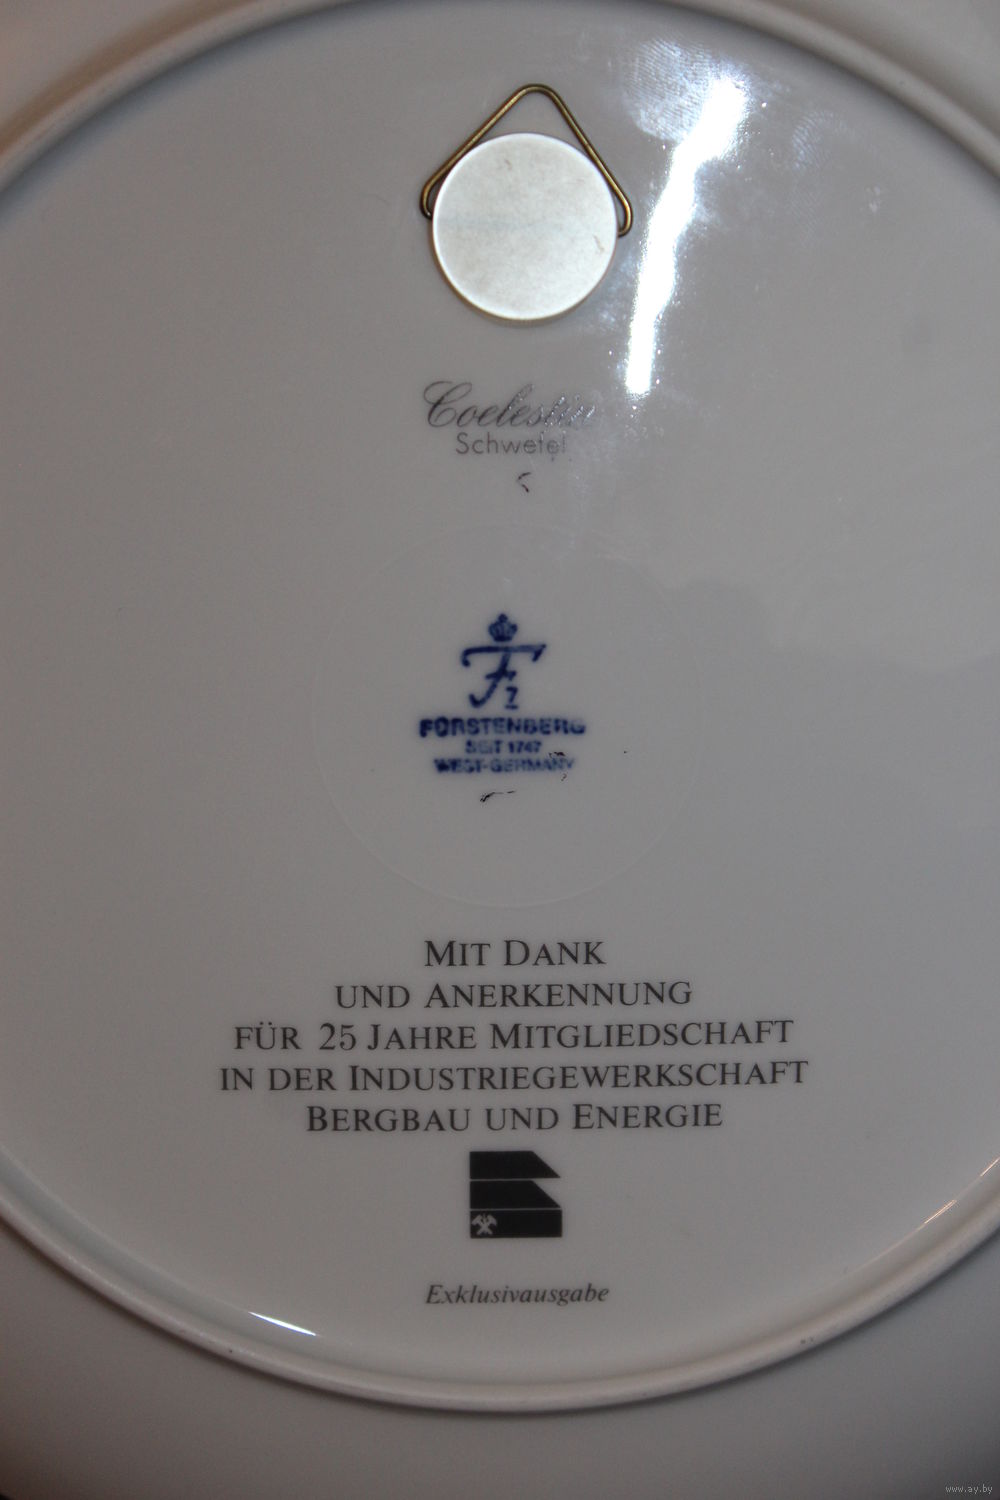 Coelestin
Schwefel
F
FÜRSTENBERG
SEIT 1747
WEST-GERMANY
MIT DANK
UND ANERKENNUNG
FÜR 25 JAHRE MITGLIEDSCHAFT
IN DER INDUSTRIEGEWERKSCHAFT
BERGBAU UND ENERGIE
Exklusivausgabe
www.ay.by